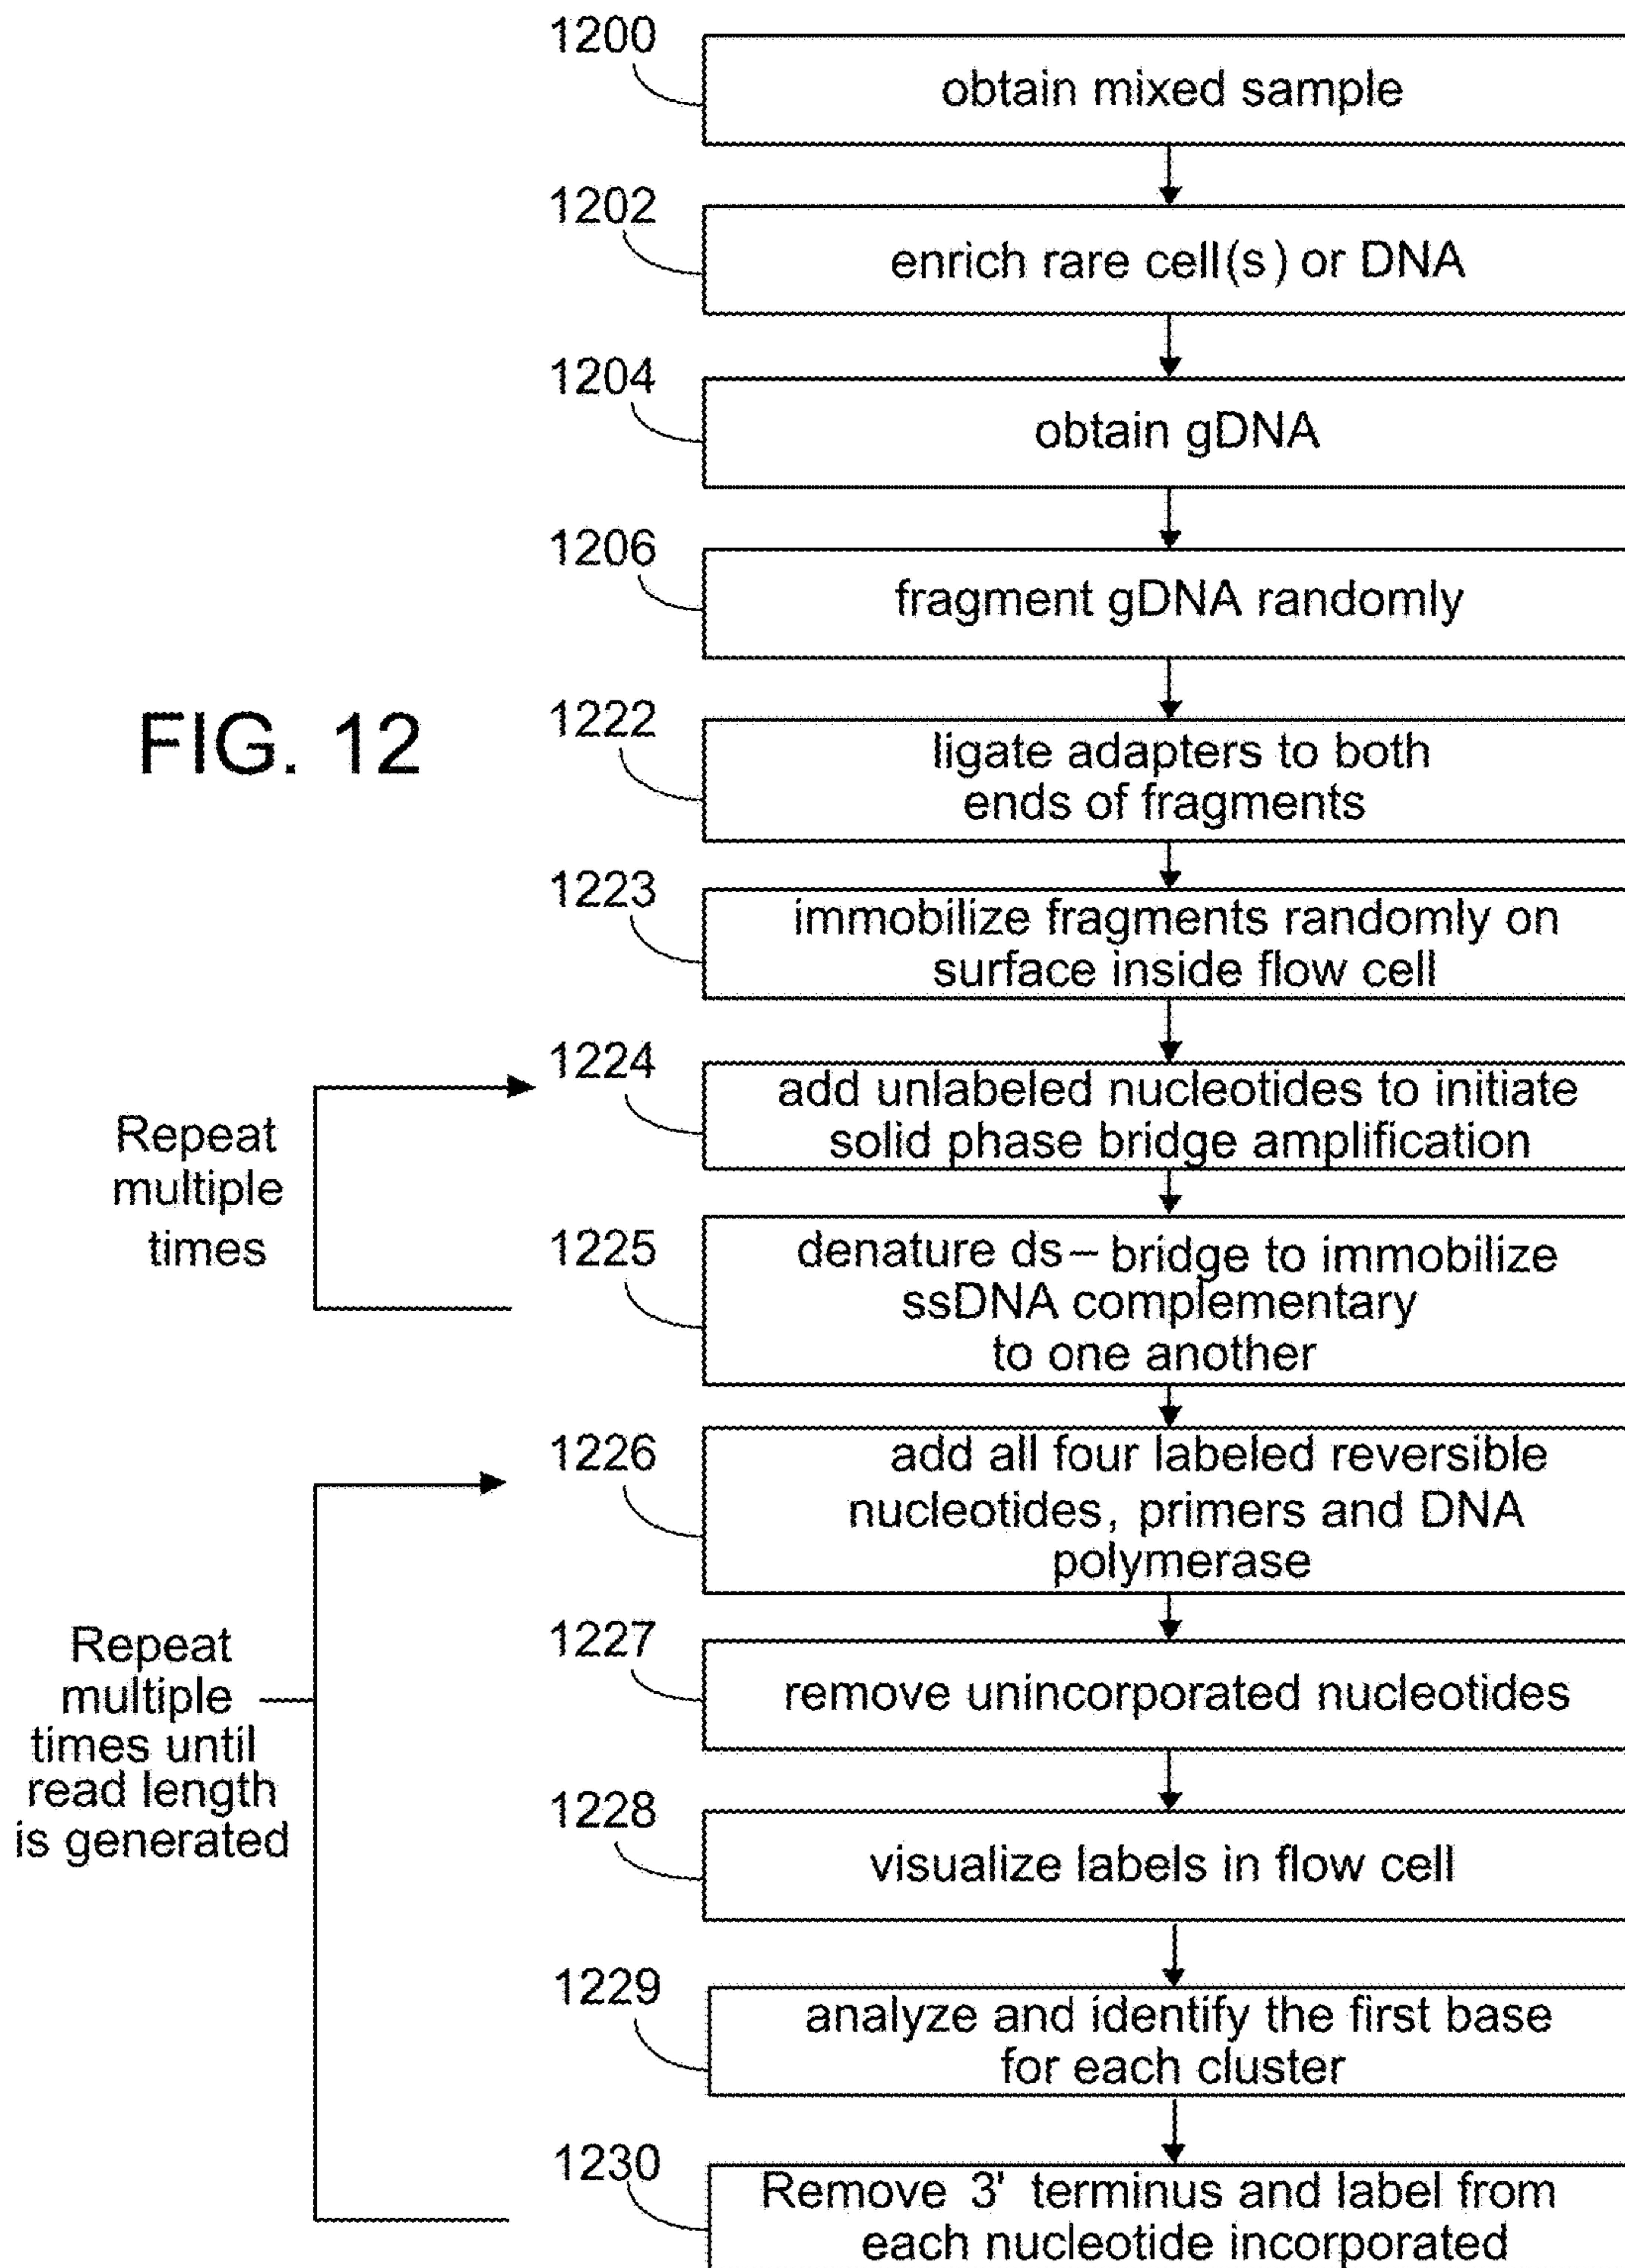 1200
obtain mixed sample
1202
enrich rare cell(s) or DNA
1204
obtain gDNA
1206
fragment gDNA randomly
FIG. 12
1222
ligate adapters to both
ends of fragments
1223
immobilize fragments randomly on
surface inside flow cell
1224
add unlabeled nucleotides to initiate
solid phase bridge amplification
Repeat
multiple
times
1225
denature ds – bridge to immobilize
ssDNA complementary
to one another
1226
add all four labeled reversible
nucleotides, primers and DNA
polymerase
Repeat
multiple
times until
read length
is generated
1227
remove unincorporated nucleotides
1228
visualize labels in flow cell
1229
analyze and identify the first base
for each cluster
1230
Remove 3' terminus and label from
each nucleotide incorporated